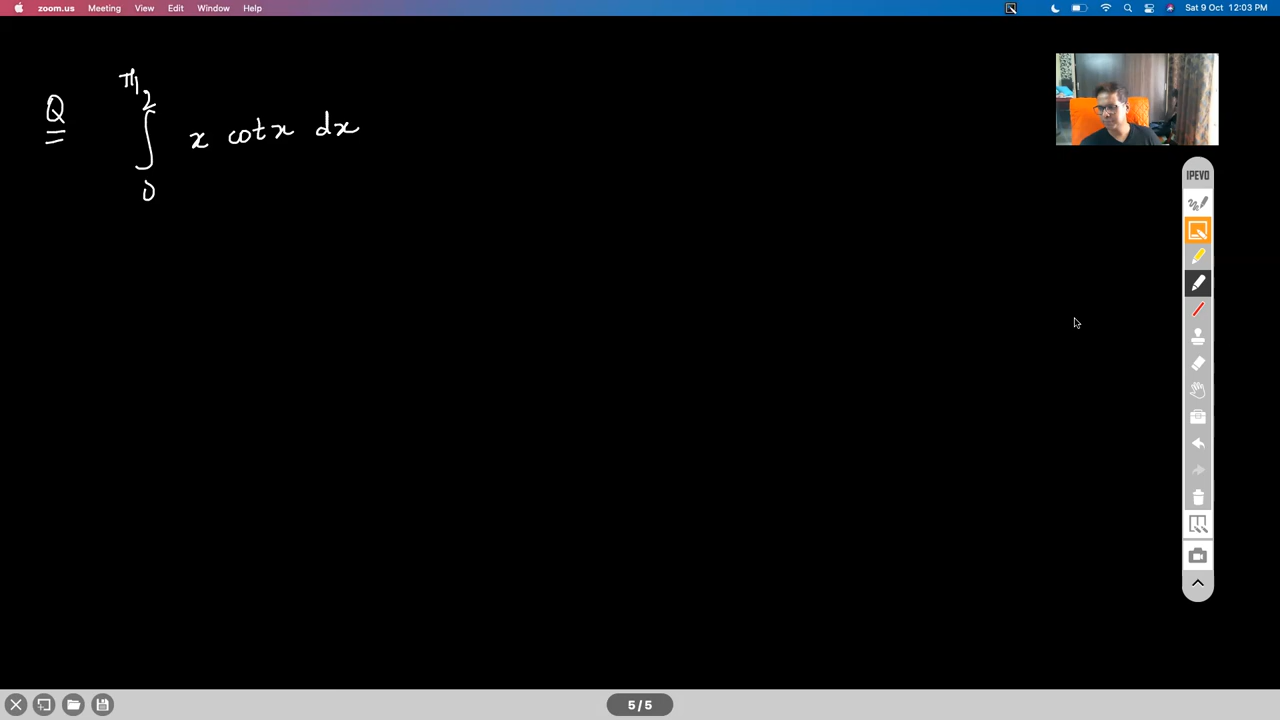 zoom.us Meeting View Edit Window Help Sat 9 Oct 12:03 PM
Q ∫₀^(π/2) x cotx dx
IPEVO
5/5